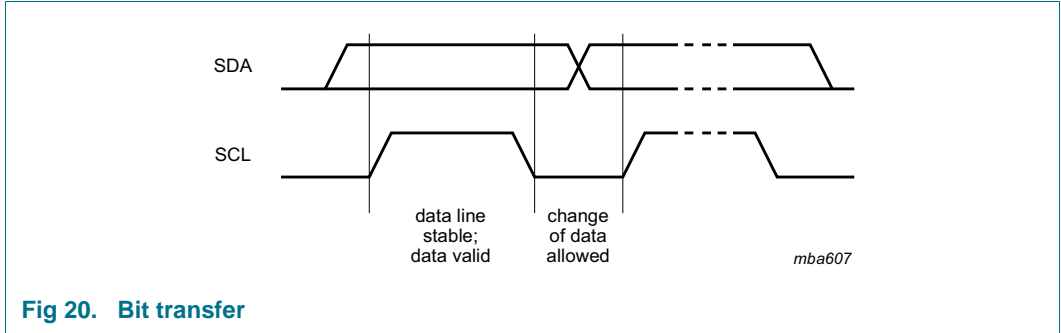 SDA
SCL
data line
stable;
data valid
change
of data
allowed
mba607
Fig 20. Bit transfer